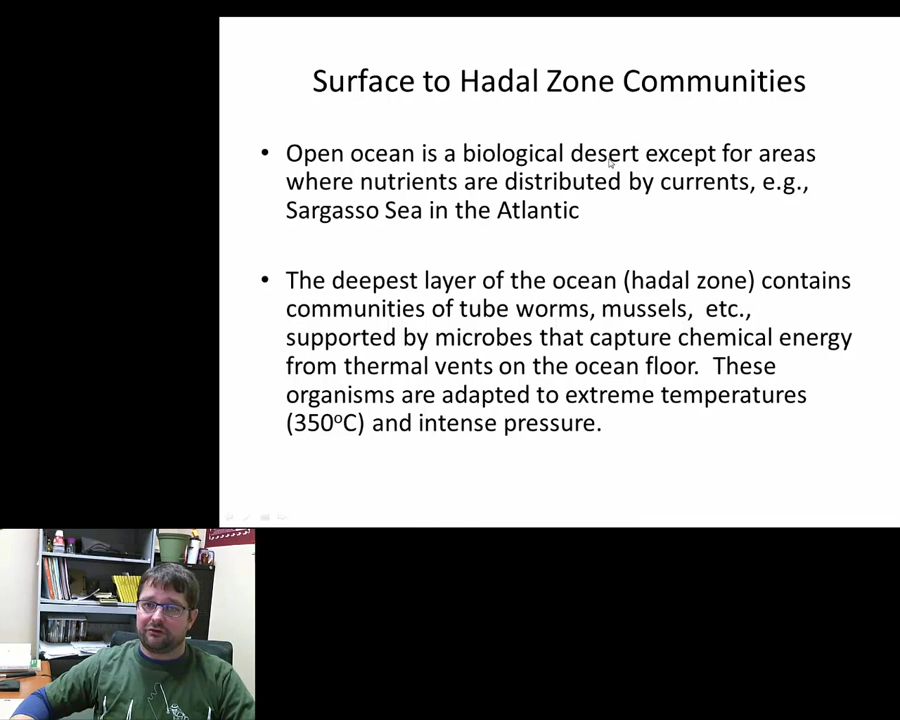 Surface to Hadal Zone Communities
• Open ocean is a biological desert except for areas
where nutrients are distributed by currents, e.g.,
Sargasso Sea in the Atlantic
• The deepest layer of the ocean (hadal zone) contains
communities of tube worms, mussels,  etc.,
supported by microbes that capture chemical energy
from thermal vents on the ocean floor.  These
organisms are adapted to extreme temperatures
(350ºC) and intense pressure.